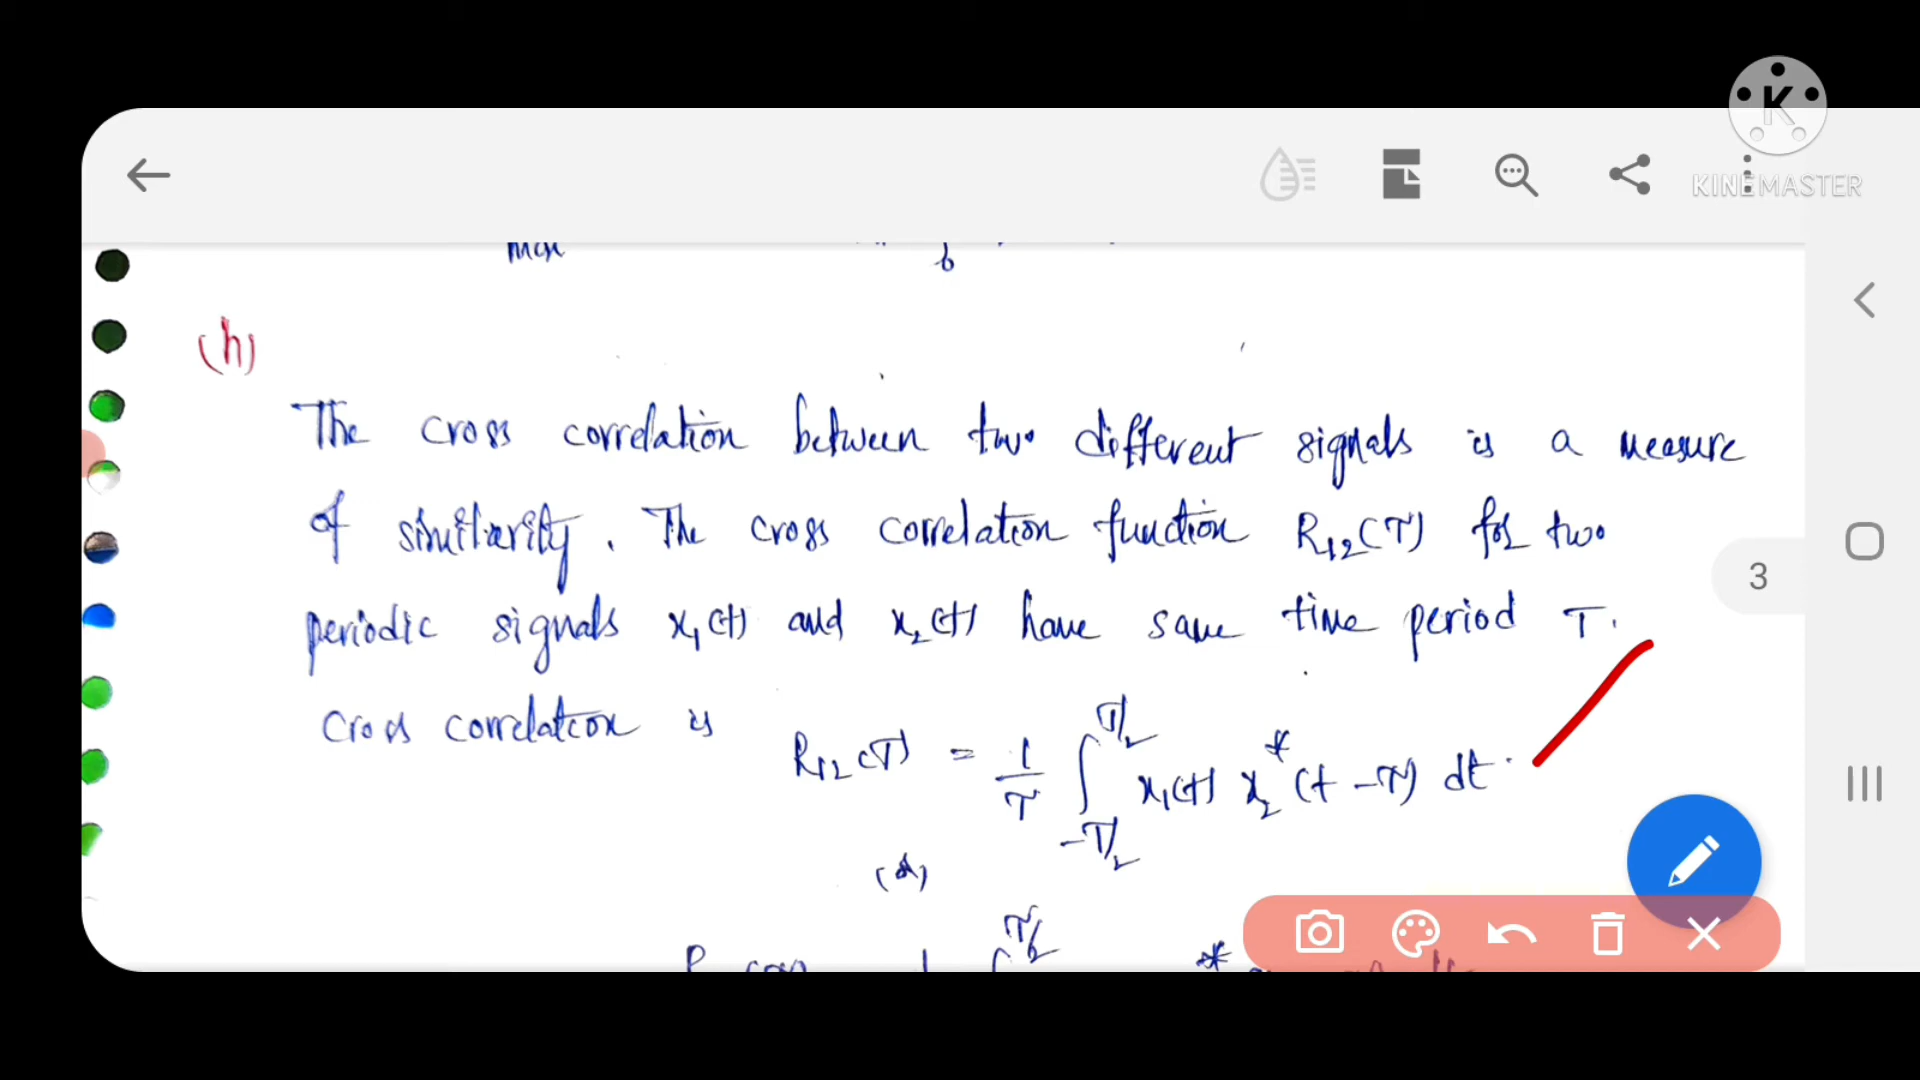 KINEMASTER
(h)
The cross correlation between two different signals is a measure
of similarity. The cross correlation function R₁₂(τ) for two
3
periodic signals x₁(t) and x₂(t) have same time period T.
cross correlation is R₁₂(τ) = 1/T ∫_{-T/2}^{T/2} x₁(t) x₂*(t-τ) dt.